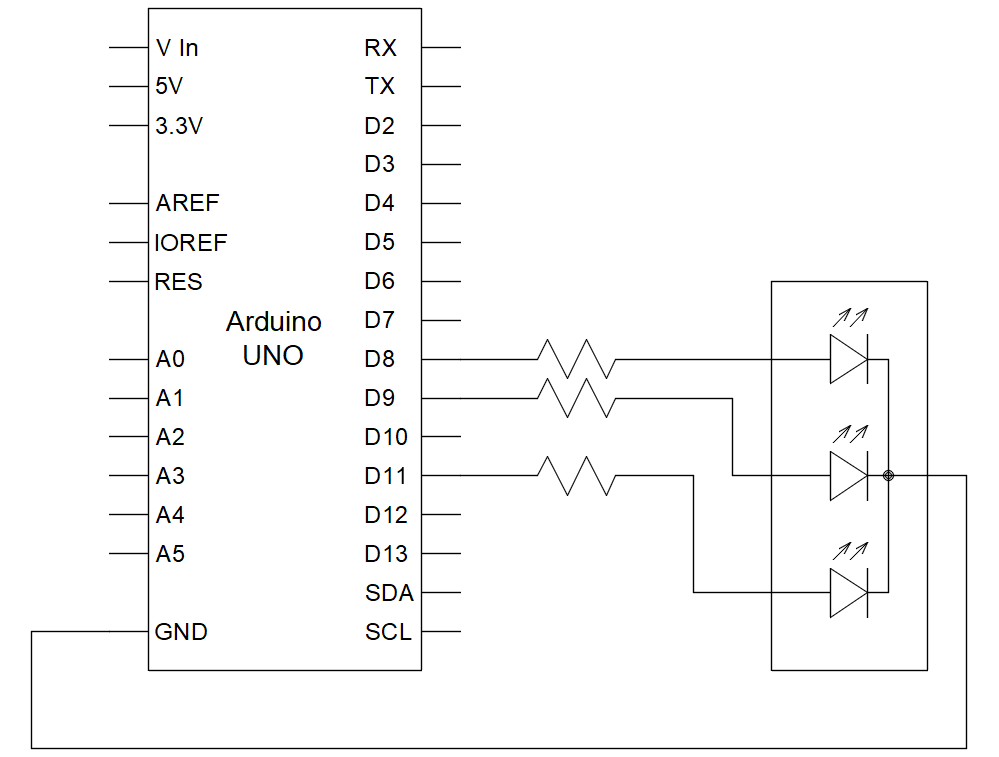 V In
5V
3.3V
AREF
IOREF
RES
A0
A1
A2
A3
A4
A5
GND
Arduino
UNO
RX
TX
D2
D3
D4
D5
D6
D7
D8
D9
D10
D11
D12
D13
SDA
SCL